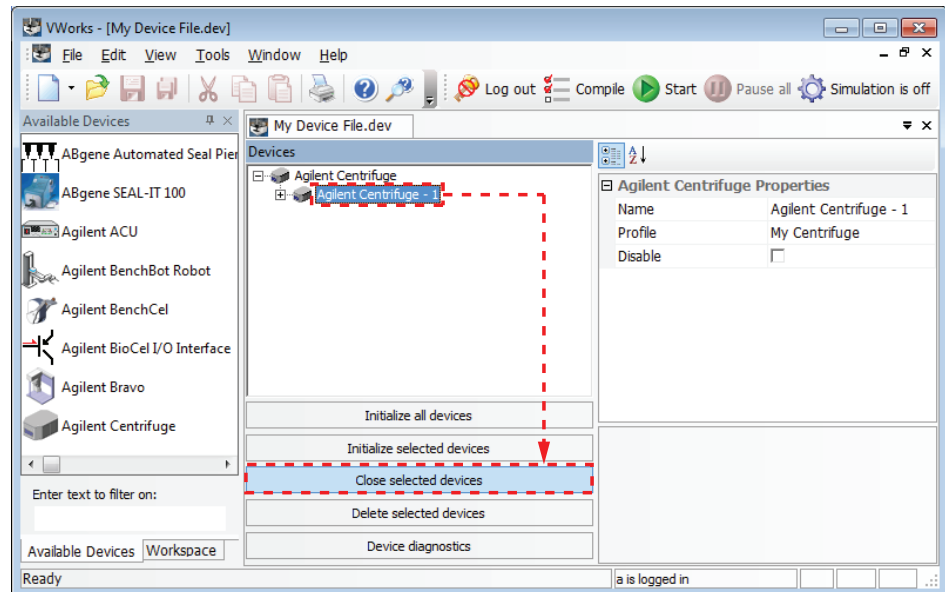 VWorks - [My Device File.dev]
File Edit View Tools Window Help
Log out Compile Start Pause all Simulation is off
Available Devices
ABgene Automated Seal Pier
ABgene SEAL-IT 100
Agilent ACU
Agilent BenchBot Robot
Agilent BenchCel
Agilent BioCel I/O Interface
Agilent Bravo
Agilent Centrifuge
Enter text to filter on:
Available Devices Workspace
My Device File.dev
Devices
Agilent Centrifuge
Agilent Centrifuge - 1
Initialize all devices
Initialize selected devices
Close selected devices
Delete selected devices
Device diagnostics
Agilent Centrifuge Properties
Name Agilent Centrifuge - 1
Profile My Centrifuge
Disable
Ready a is logged in